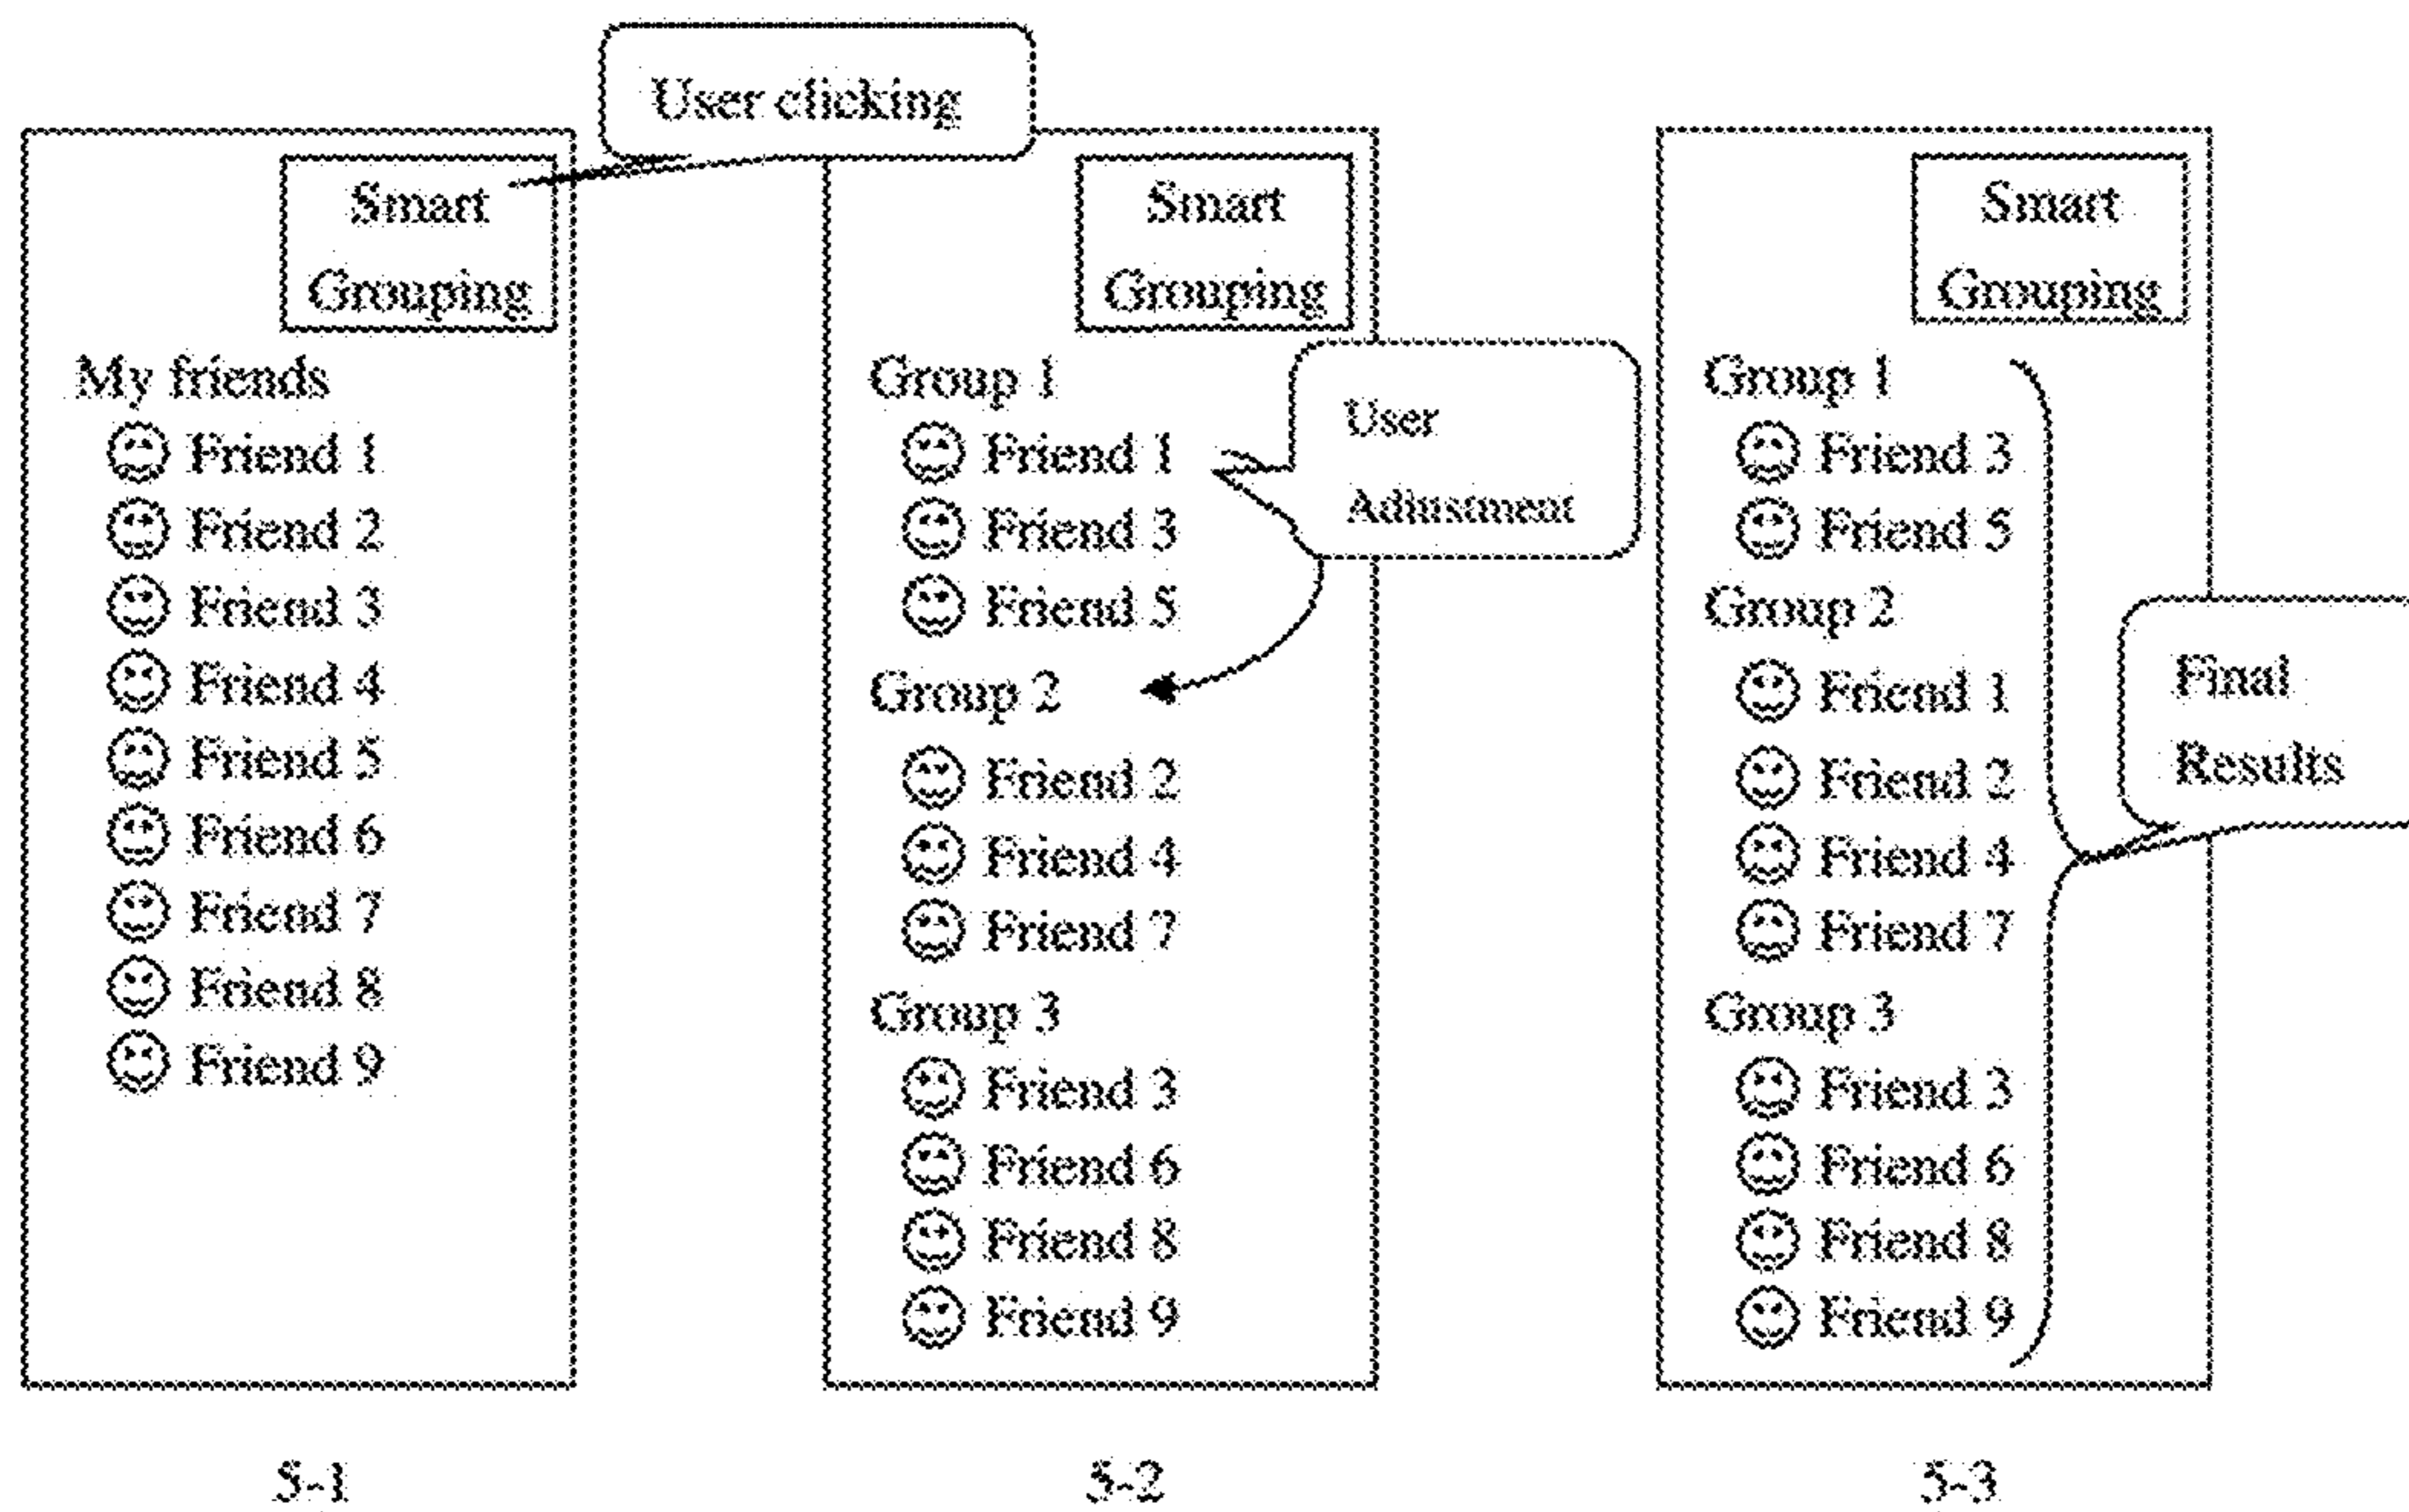 User clicking
Smart
Grouping
My friends
Friend 1
Friend 2
Friend 3
Friend 4
Friend 5
Friend 6
Friend 7
Friend 8
Friend 9
5-1
Smart
Grouping
Group 1
Friend 1
Friend 3
Friend 5
Group 2
Friend 2
Friend 4
Friend 7
Group 3
Friend 3
Friend 6
Friend 8
Friend 9
User
Adjustment
5-2
Smart
Grouping
Group 1
Friend 3
Friend 5
Group 2
Friend 1
Friend 2
Friend 4
Friend 7
Group 3
Friend 3
Friend 6
Friend 8
Friend 9
Final
Results
5-3